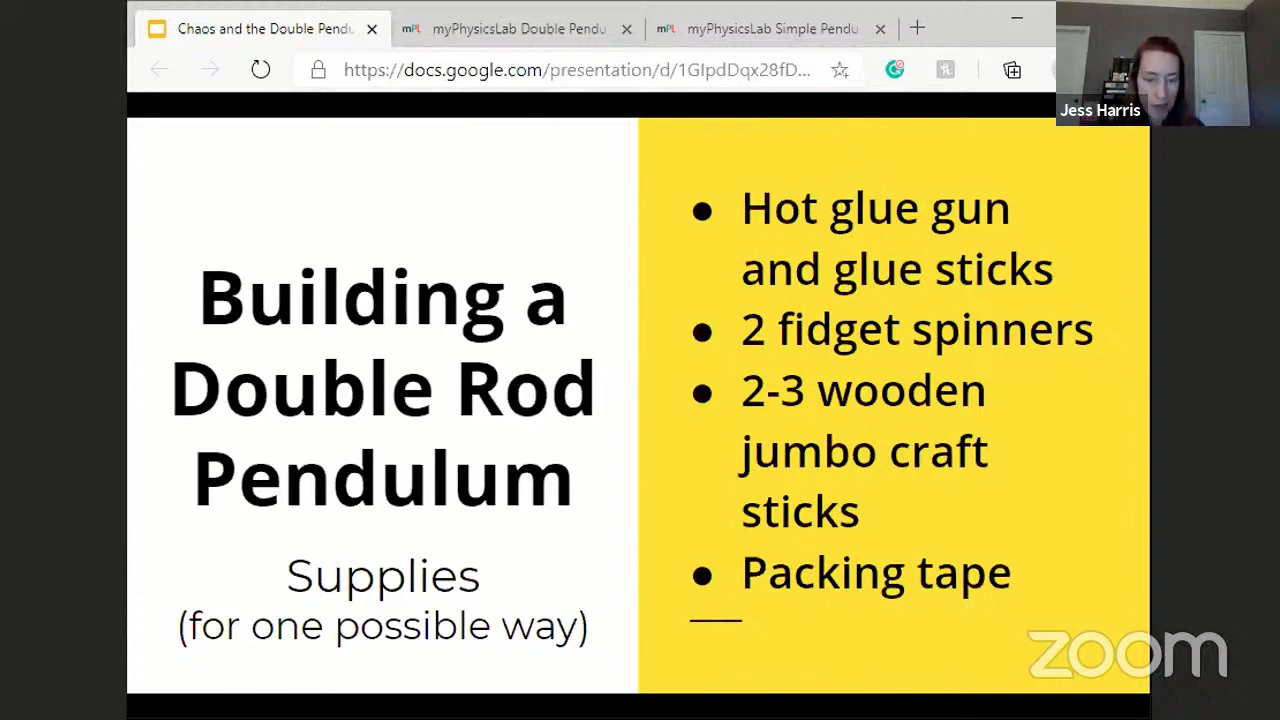 Chaos and the Double Pendu
mPL myPhysicsLab Double Pendu
mPL myPhysicsLab Simple Pendu
https://docs.google.com/presentation/d/1GIpdDqx28fD...
Jess Harris
Building a
Double Rod
Pendulum
Supplies
(for one possible way)
● Hot glue gun
and glue sticks
● 2 fidget spinners
● 2-3 wooden
jumbo craft
sticks
● Packing tape
zoom